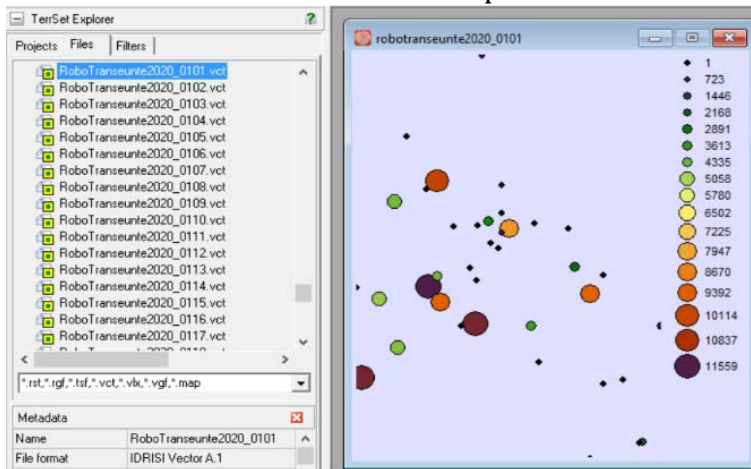 TerrSet Explorer
Projects Files Filters
RoboTranseunte2020_0101.vct
RoboTranseunte2020_0102.vct
RoboTranseunte2020_0103.vct
RoboTranseunte2020_0104.vct
RoboTranseunte2020_0105.vct
RoboTranseunte2020_0106.vct
RoboTranseunte2020_0107.vct
RoboTranseunte2020_0108.vct
RoboTranseunte2020_0109.vct
RoboTranseunte2020_0110.vct
RoboTranseunte2020_0111.vct
RoboTranseunte2020_0112.vct
RoboTranseunte2020_0113.vct
RoboTranseunte2020_0114.vct
RoboTranseunte2020_0115.vct
RoboTranseunte2020_0116.vct
RoboTranseunte2020_0117.vct
*.rst,*.rgf,*.tsf,*.vct,*.vlx,*.vgf,*.map
Metadata
Name RoboTranseunte2020_0101
File format IDRISI Vector A.1
robotranseunte2020_0101
1
723
1446
2168
2891
3613
4335
5058
5780
6502
7225
7947
8670
9392
10114
10837
11559